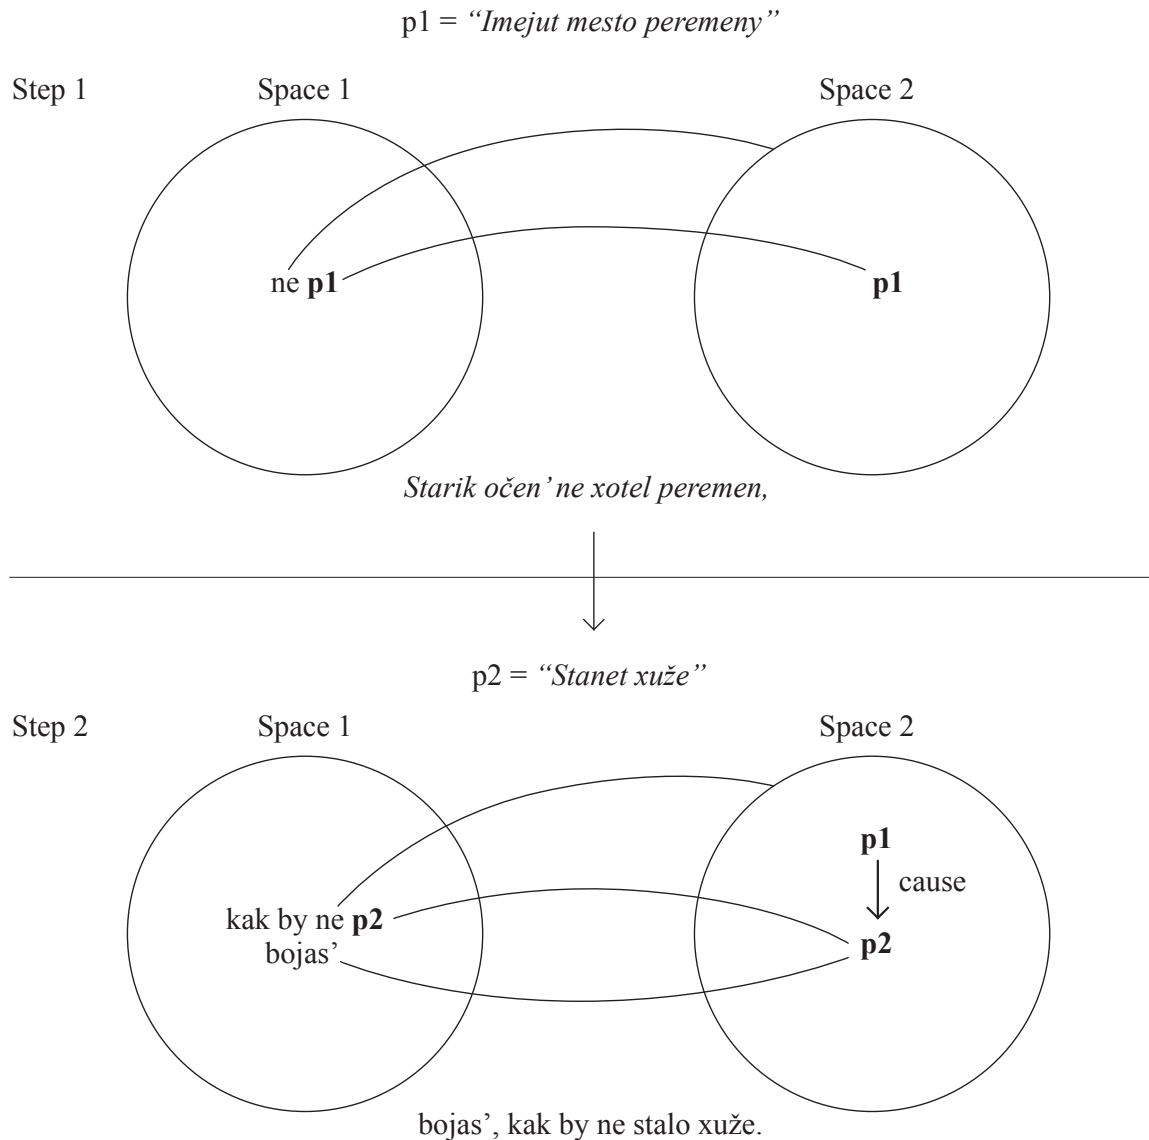 p1 = “Imejut mesto peremeny”
Step 1 Space 1 Space 2
ne p1 p1
Starik očen’ ne xotel peremen,
p2 = “Stanet xuže”
Step 2 Space 1 Space 2
p1
cause
kak by ne p2
bojas’
p2
bojas’, kak by ne stalo xuže.